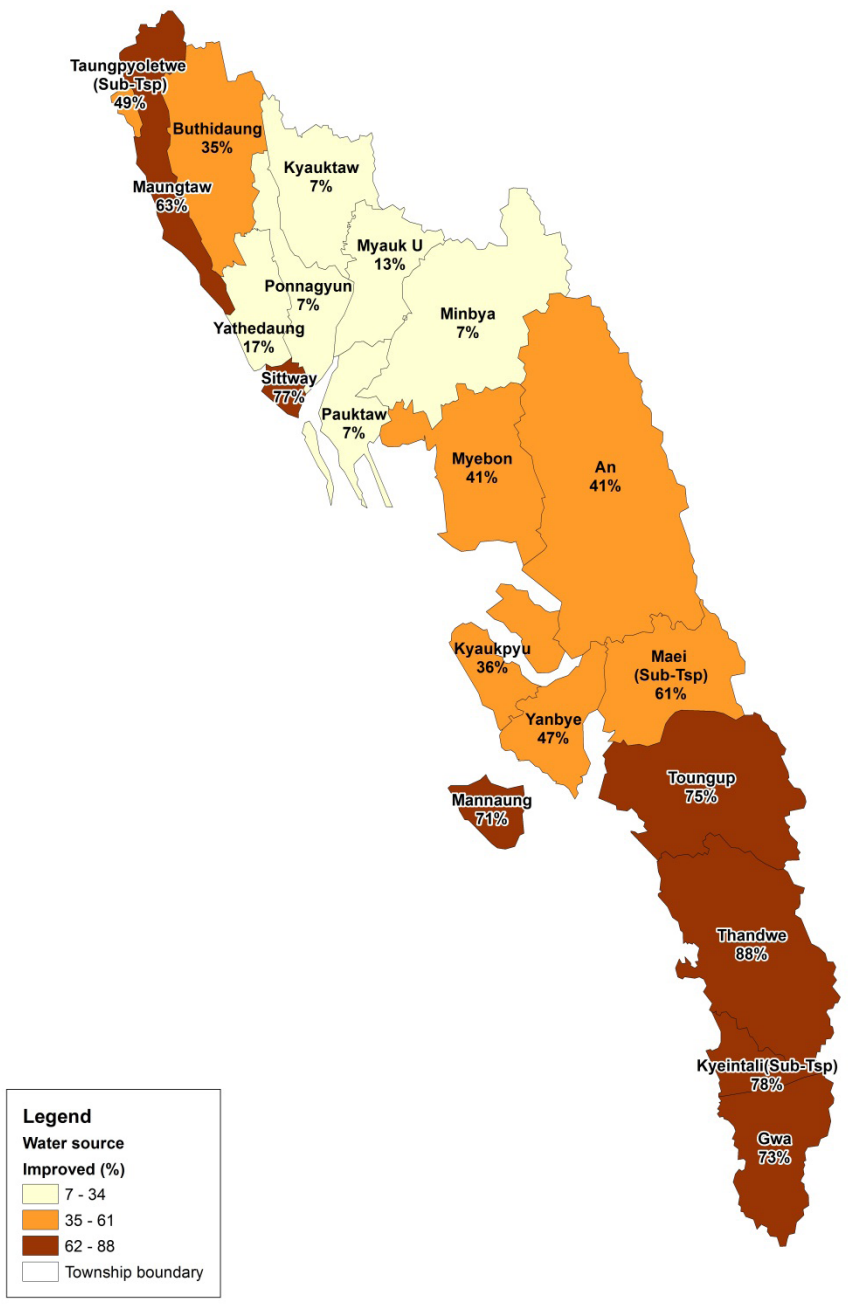 Taungpyoletwe
(Sub-Tsp)
49%
Buthidaung
35%
Kyauktaw
7%
Maungtaw
63%
Myauk U
13%
Ponnagyun
7%
Minbya
7%
Yathedaung
17%
Sittway
77%
Pauktaw
7%
Myebon
41%
An
41%
Kyaukpyu
36%
Maei
(Sub-Tsp)
61%
Yanbye
47%
Toungup
75%
Mannaung
71%
Thandwe
88%
Kyeintali(Sub-Tsp)
78%
Gwa
73%
Legend
Water source
Improved (%)
7 - 34
35 - 61
62 - 88
Township boundary